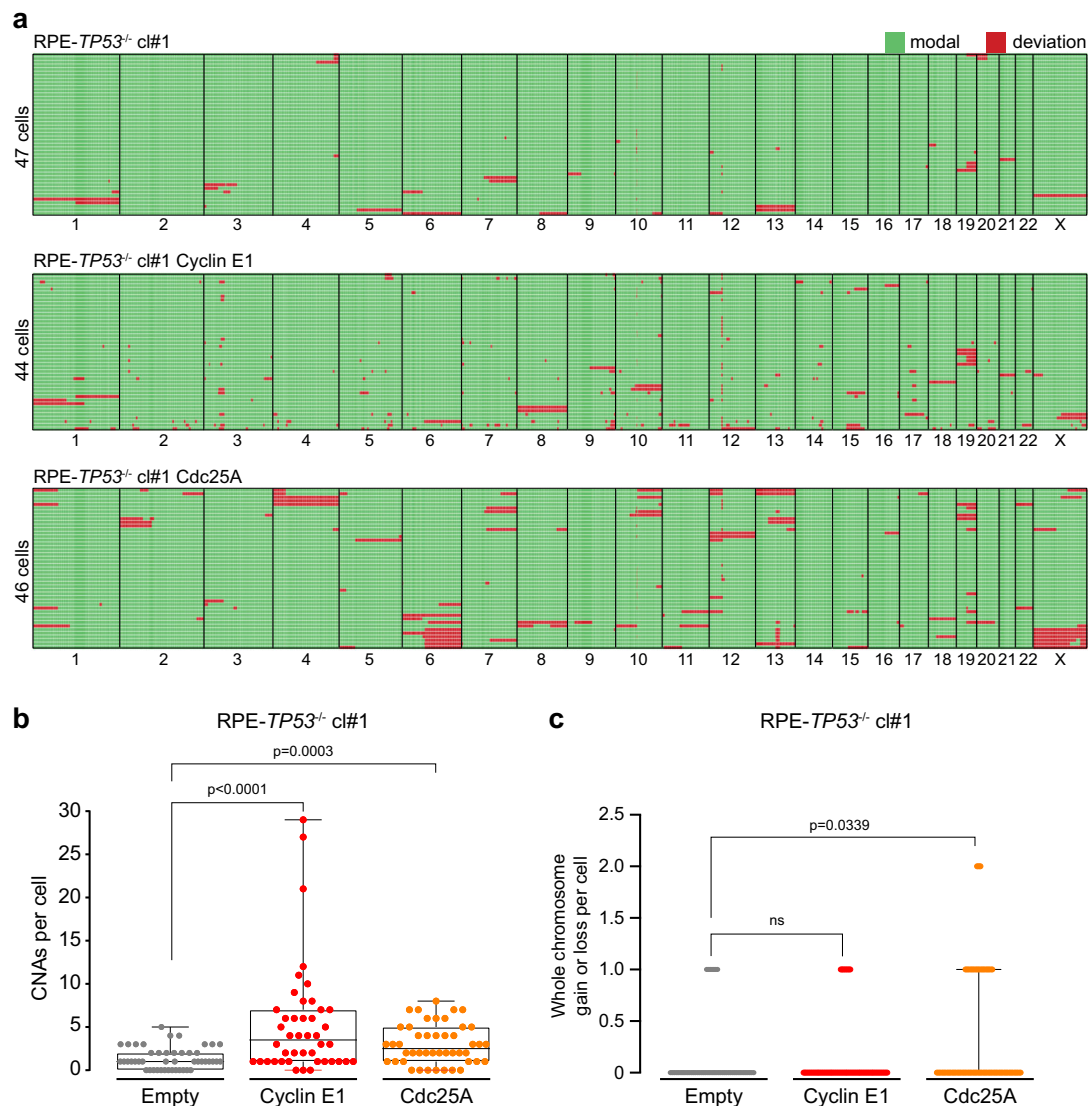 a
RPE-TP53-/- cl#1
modal
deviation
47 cells
1 2 3 4 5 6 7 8 9 10 11 12 13 14 15 16 17 18 19 20 21 22 X
RPE-TP53-/- cl#1 Cyclin E1
44 cells
1 2 3 4 5 6 7 8 9 10 11 12 13 14 15 16 17 18 19 20 21 22 X
RPE-TP53-/- cl#1 Cdc25A
46 cells
1 2 3 4 5 6 7 8 9 10 11 12 13 14 15 16 17 18 19 20 21 22 X
b
RPE-TP53-/- cl#1
p=0.0003
p<0.0001
CNAs per cell
30
25
20
15
10
5
0
Empty Cyclin E1 Cdc25A
c
RPE-TP53-/- cl#1
p=0.0339
ns
Whole chromosome
gain or loss per cell
2.5
2.0
1.5
1.0
0.5
0
Empty Cyclin E1 Cdc25A